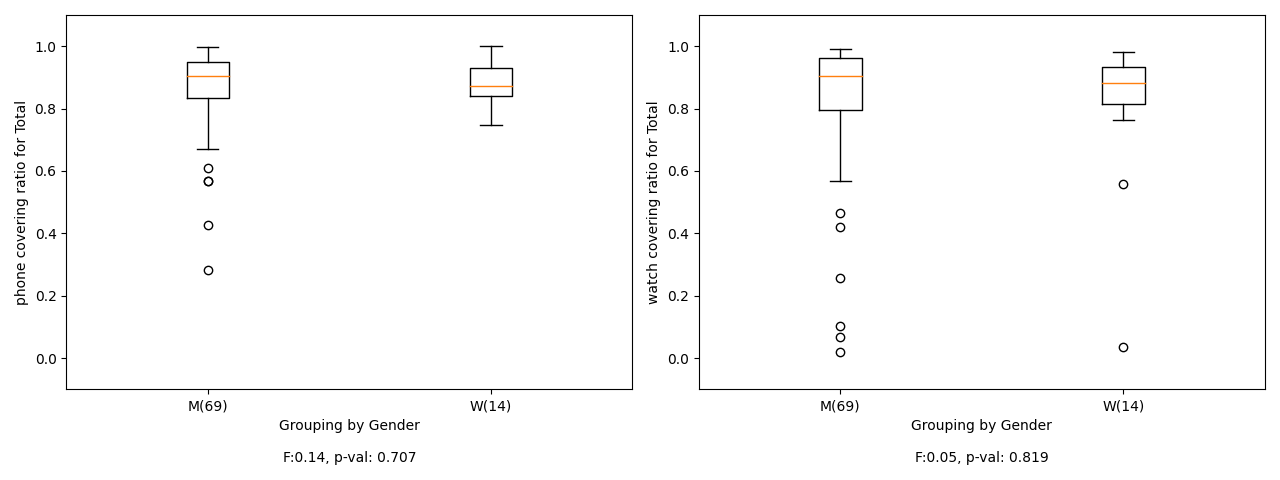 phone covering ratio for Total
1.0
0.8
0.6
0.4
0.2
0.0
M(69)
W(14)
Grouping by Gender
F:0.14, p-val: 0.707
watch covering ratio for Total
1.0
0.8
0.6
0.4
0.2
0.0
M(69)
W(14)
Grouping by Gender
F:0.05, p-val: 0.819